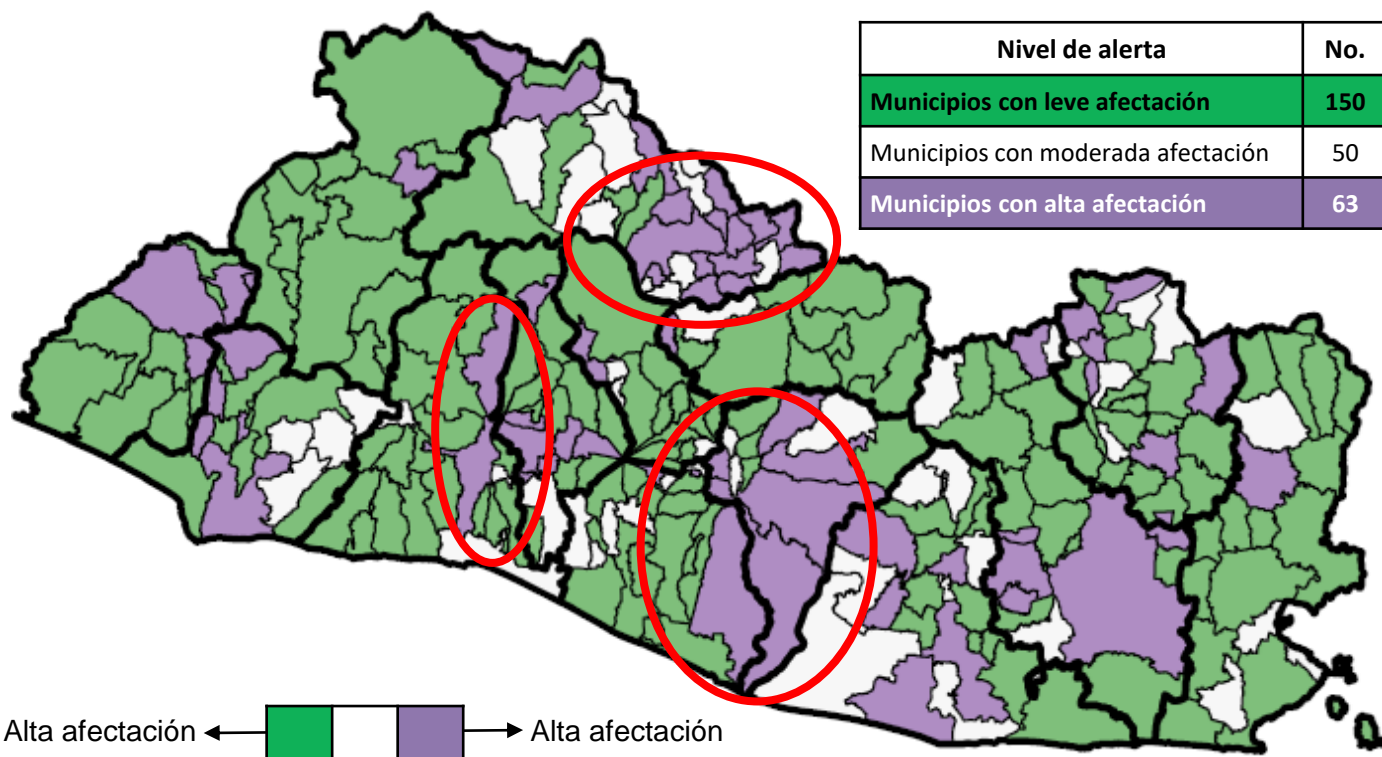 Nivel de alerta No.
Municipios con leve afectación 150
Municipios con moderada afectación 50
Municipios con alta afectación 63
Alta afectación Alta afectación